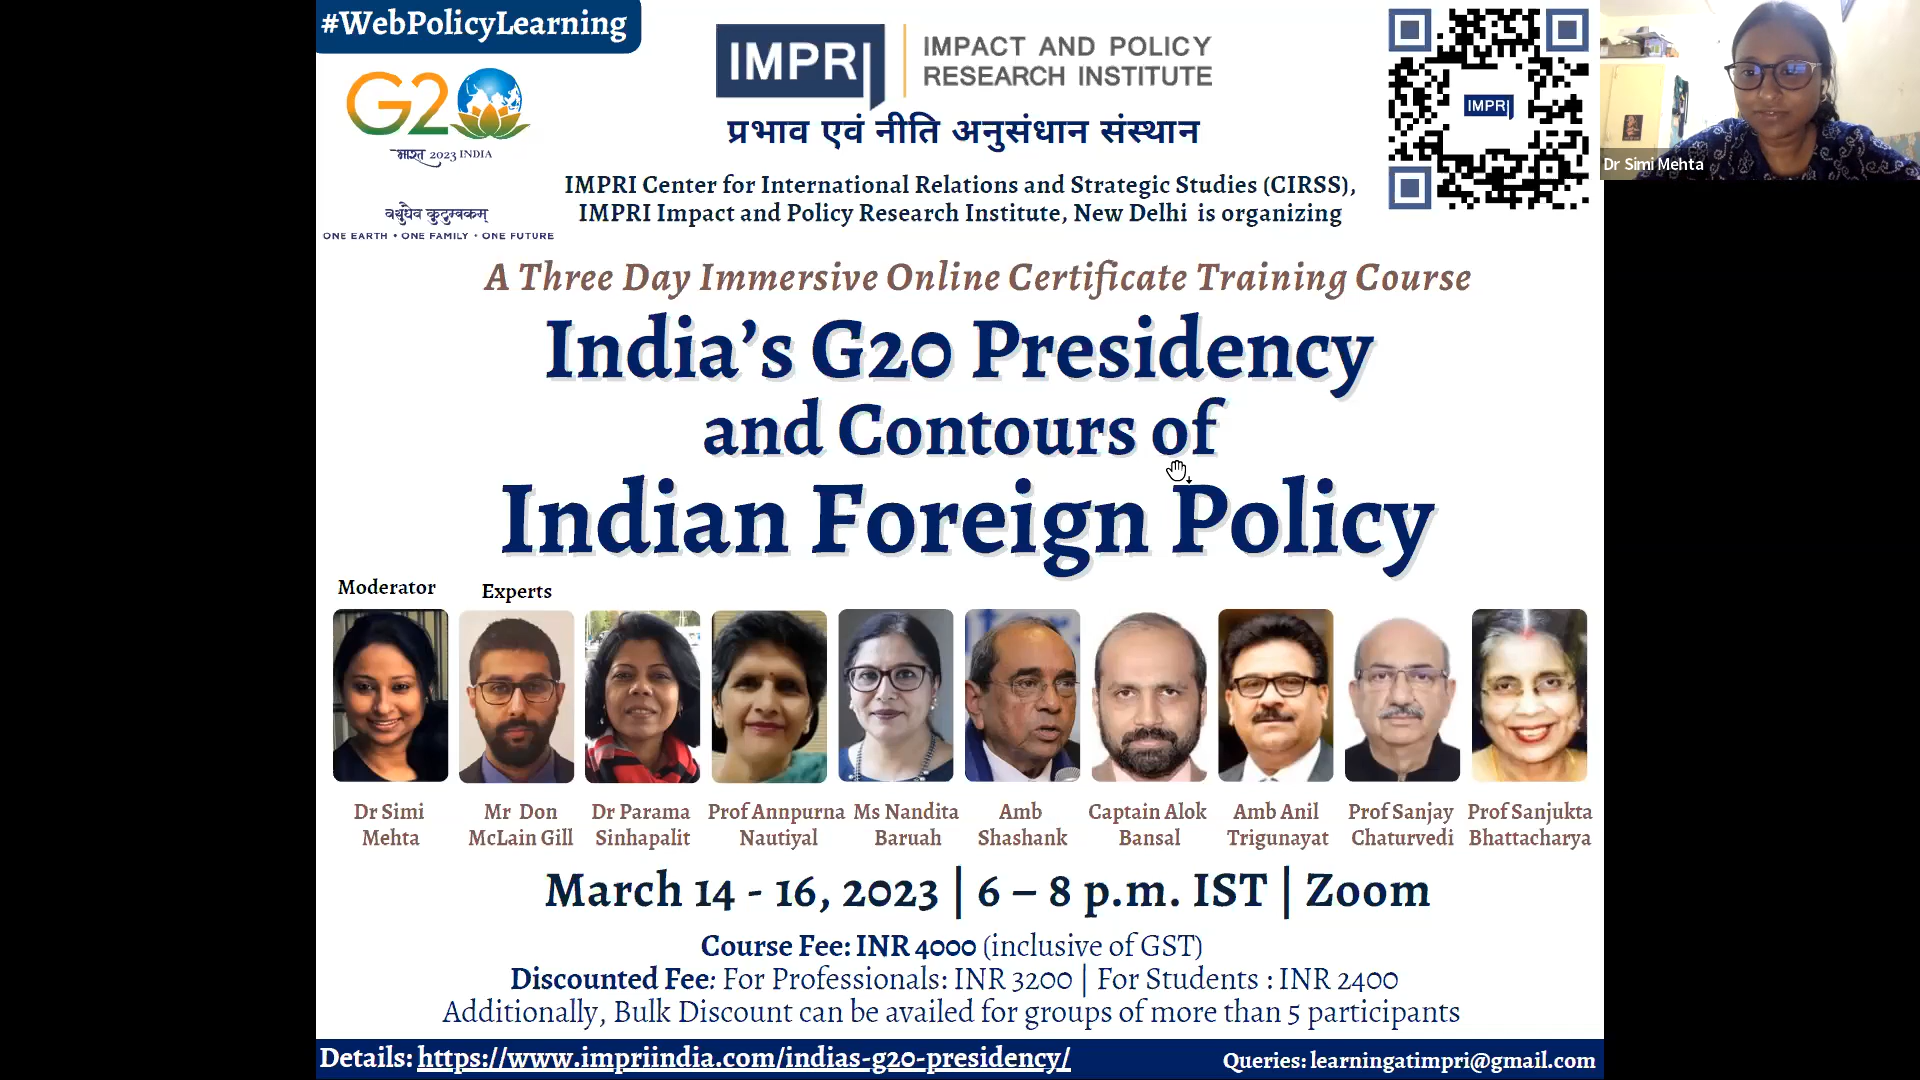 #WebPolicyLearning
G20
भारत 2023 INDIA
वसुधैव कुटुम्बकम्
ONE EARTH • ONE FAMILY • ONE FUTURE
IMPRI
IMPACT AND POLICY
RESEARCH INSTITUTE
प्रभाव एवं नीति अनुसंधान संस्थान
IMPRI Center for International Relations and Strategic Studies (CIRSS),
IMPRI Impact and Policy Research Institute, New Delhi is organizing
IMPRI
Dr Simi Mehta
A Three Day Immersive Online Certificate Training Course
India's G20 Presidency
and Contours of
Indian Foreign Policy
Moderator
Experts
Dr Simi
Mehta
Mr Don
McLain Gill
Dr Parama
Sinhapalit
Prof Annpurna
Nautiyal
Ms Nandita
Baruah
Amb
Shashank
Captain Alok
Bansal
Amb Anil
Trigunayat
Prof Sanjay
Chaturvedi
Prof Sanjukta
Bhattacharya
March 14 - 16, 2023 | 6 – 8 p.m. IST | Zoom
Course Fee: INR 4000 (inclusive of GST)
Discounted Fee: For Professionals: INR 3200 | For Students : INR 2400
Additionally, Bulk Discount can be availed for groups of more than 5 participants
Details: https://www.impriindia.com/indias-g20-presidency/
Queries: learningatimpri@gmail.com